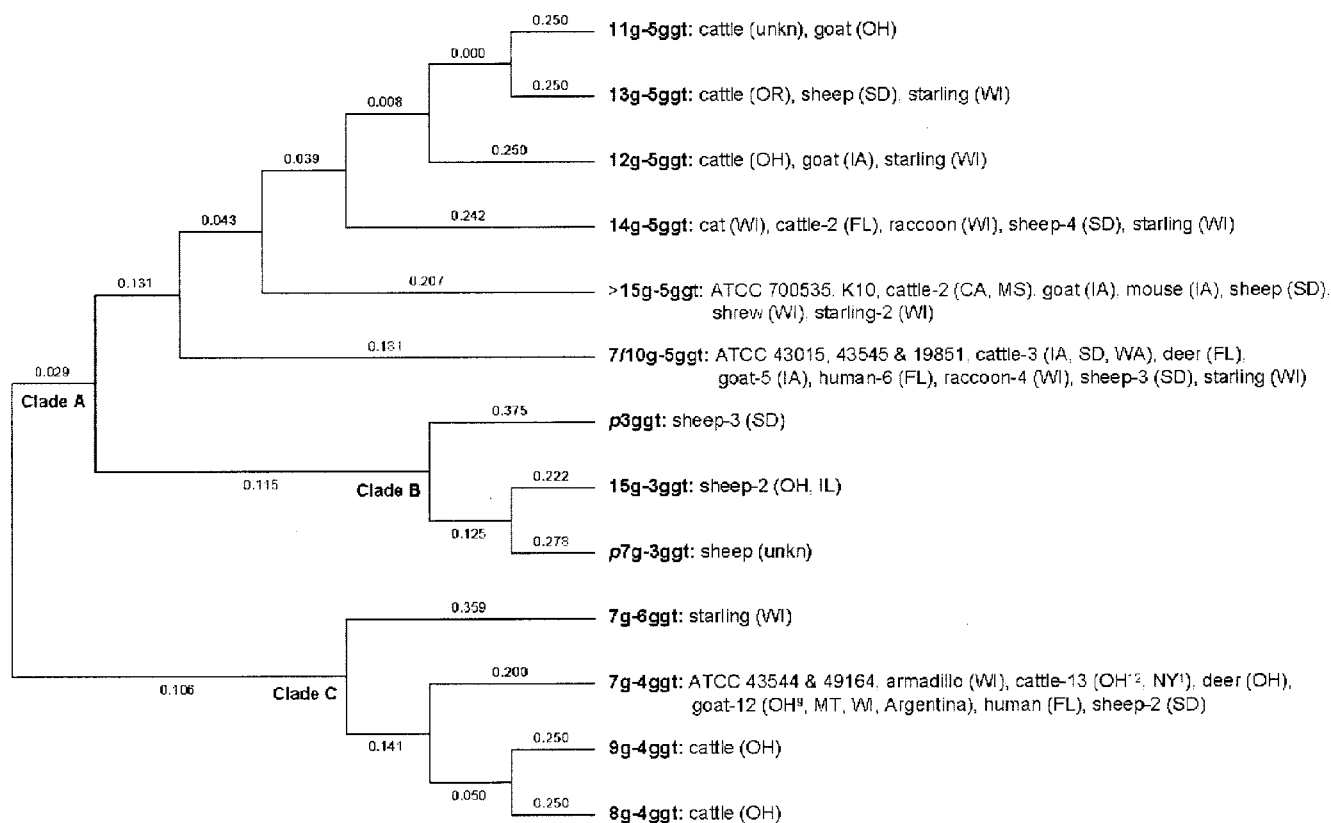 0.250
11g-5ggt: cattle (unkn), goat (OH)
0.000
0.250
13g-5ggt: cattle (OR), sheep (SD), starling (WI)
0.008
0.250
12g-5ggt: cattle (OH), goat (IA), starling (WI)
0.039
0.242
14g-5ggt: cat (WI), cattle-2 (FL), raccoon (WI), sheep-4 (SD), starling (WI)
0.043
0.207
>15g-5ggt: ATCC 700535, K10, cattle-2 (CA, MS), goat (IA), mouse (IA), sheep (SD),
shrew (WI), starling-2 (WI)
0.131
0.131
7/10g-5ggt: ATCC 43015, 43545 & 19851, cattle-3 (IA, SD, WA), deer (FL),
goat-5 (IA), human-6 (FL), raccoon-4 (WI), sheep-3 (SD), starling (WI)
0.029
Clade A
0.375
p3ggt: sheep-3 (SD)
0.115
Clade B
0.222
15g-3ggt: sheep-2 (OH, IL)
0.125
0.278
p7g-3ggt: sheep (unkn)
0.359
7g-6ggt: starling (WI)
0.106
Clade C
0.200
7g-4ggt: ATCC 43544 & 49164, armadillo (WI), cattle-13 (OH¹², NY¹), deer (OH),
goat-12 (OH⁹, MT, WI, Argentina), human (FL), sheep-2 (SD)
0.141
0.250
9g-4ggt: cattle (OH)
0.050
0.250
8g-4ggt: cattle (OH)